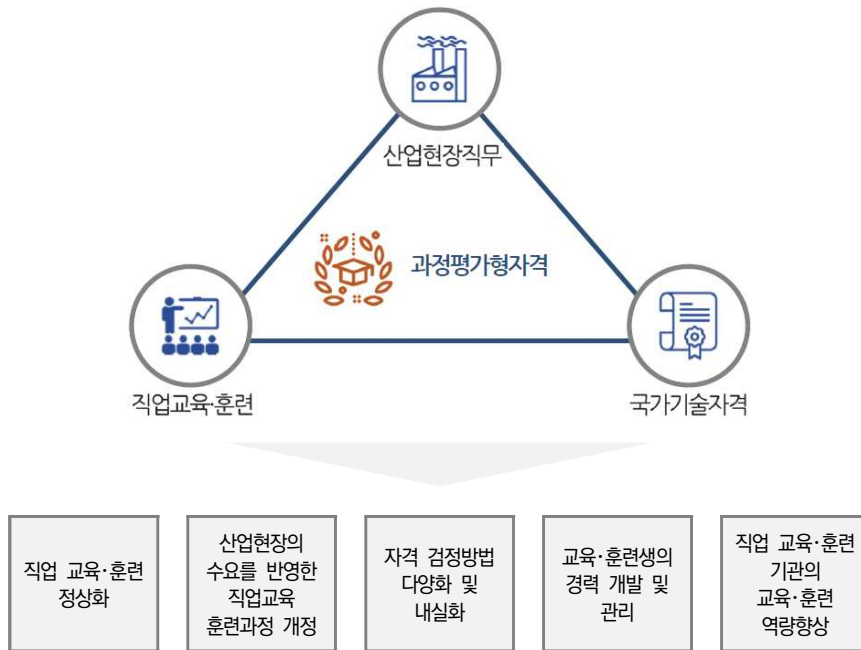 산업현장직무
과정평가형자격
직업교육·훈련
국가기술자격
직업 교육·훈련
정상화
산업현장의
수요를 반영한
직업교육
훈련과정 개정
자격 검정방법
다양화 및
내실화
교육·훈련생의
경력 개발 및
관리
직업 교육·훈련
기관의
교육·훈련
역량향상